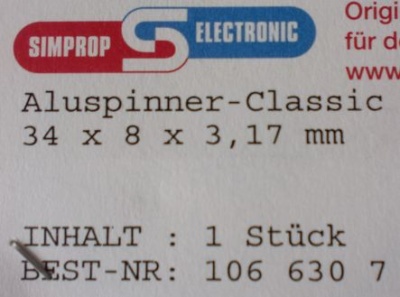 SIMPROP ELECTRONIC
Origi
für de
www
Aluspinner-Classic
34 x 8 x 3,17 mm
INHALT : 1 Stück
BEST-NR: 106 630 7